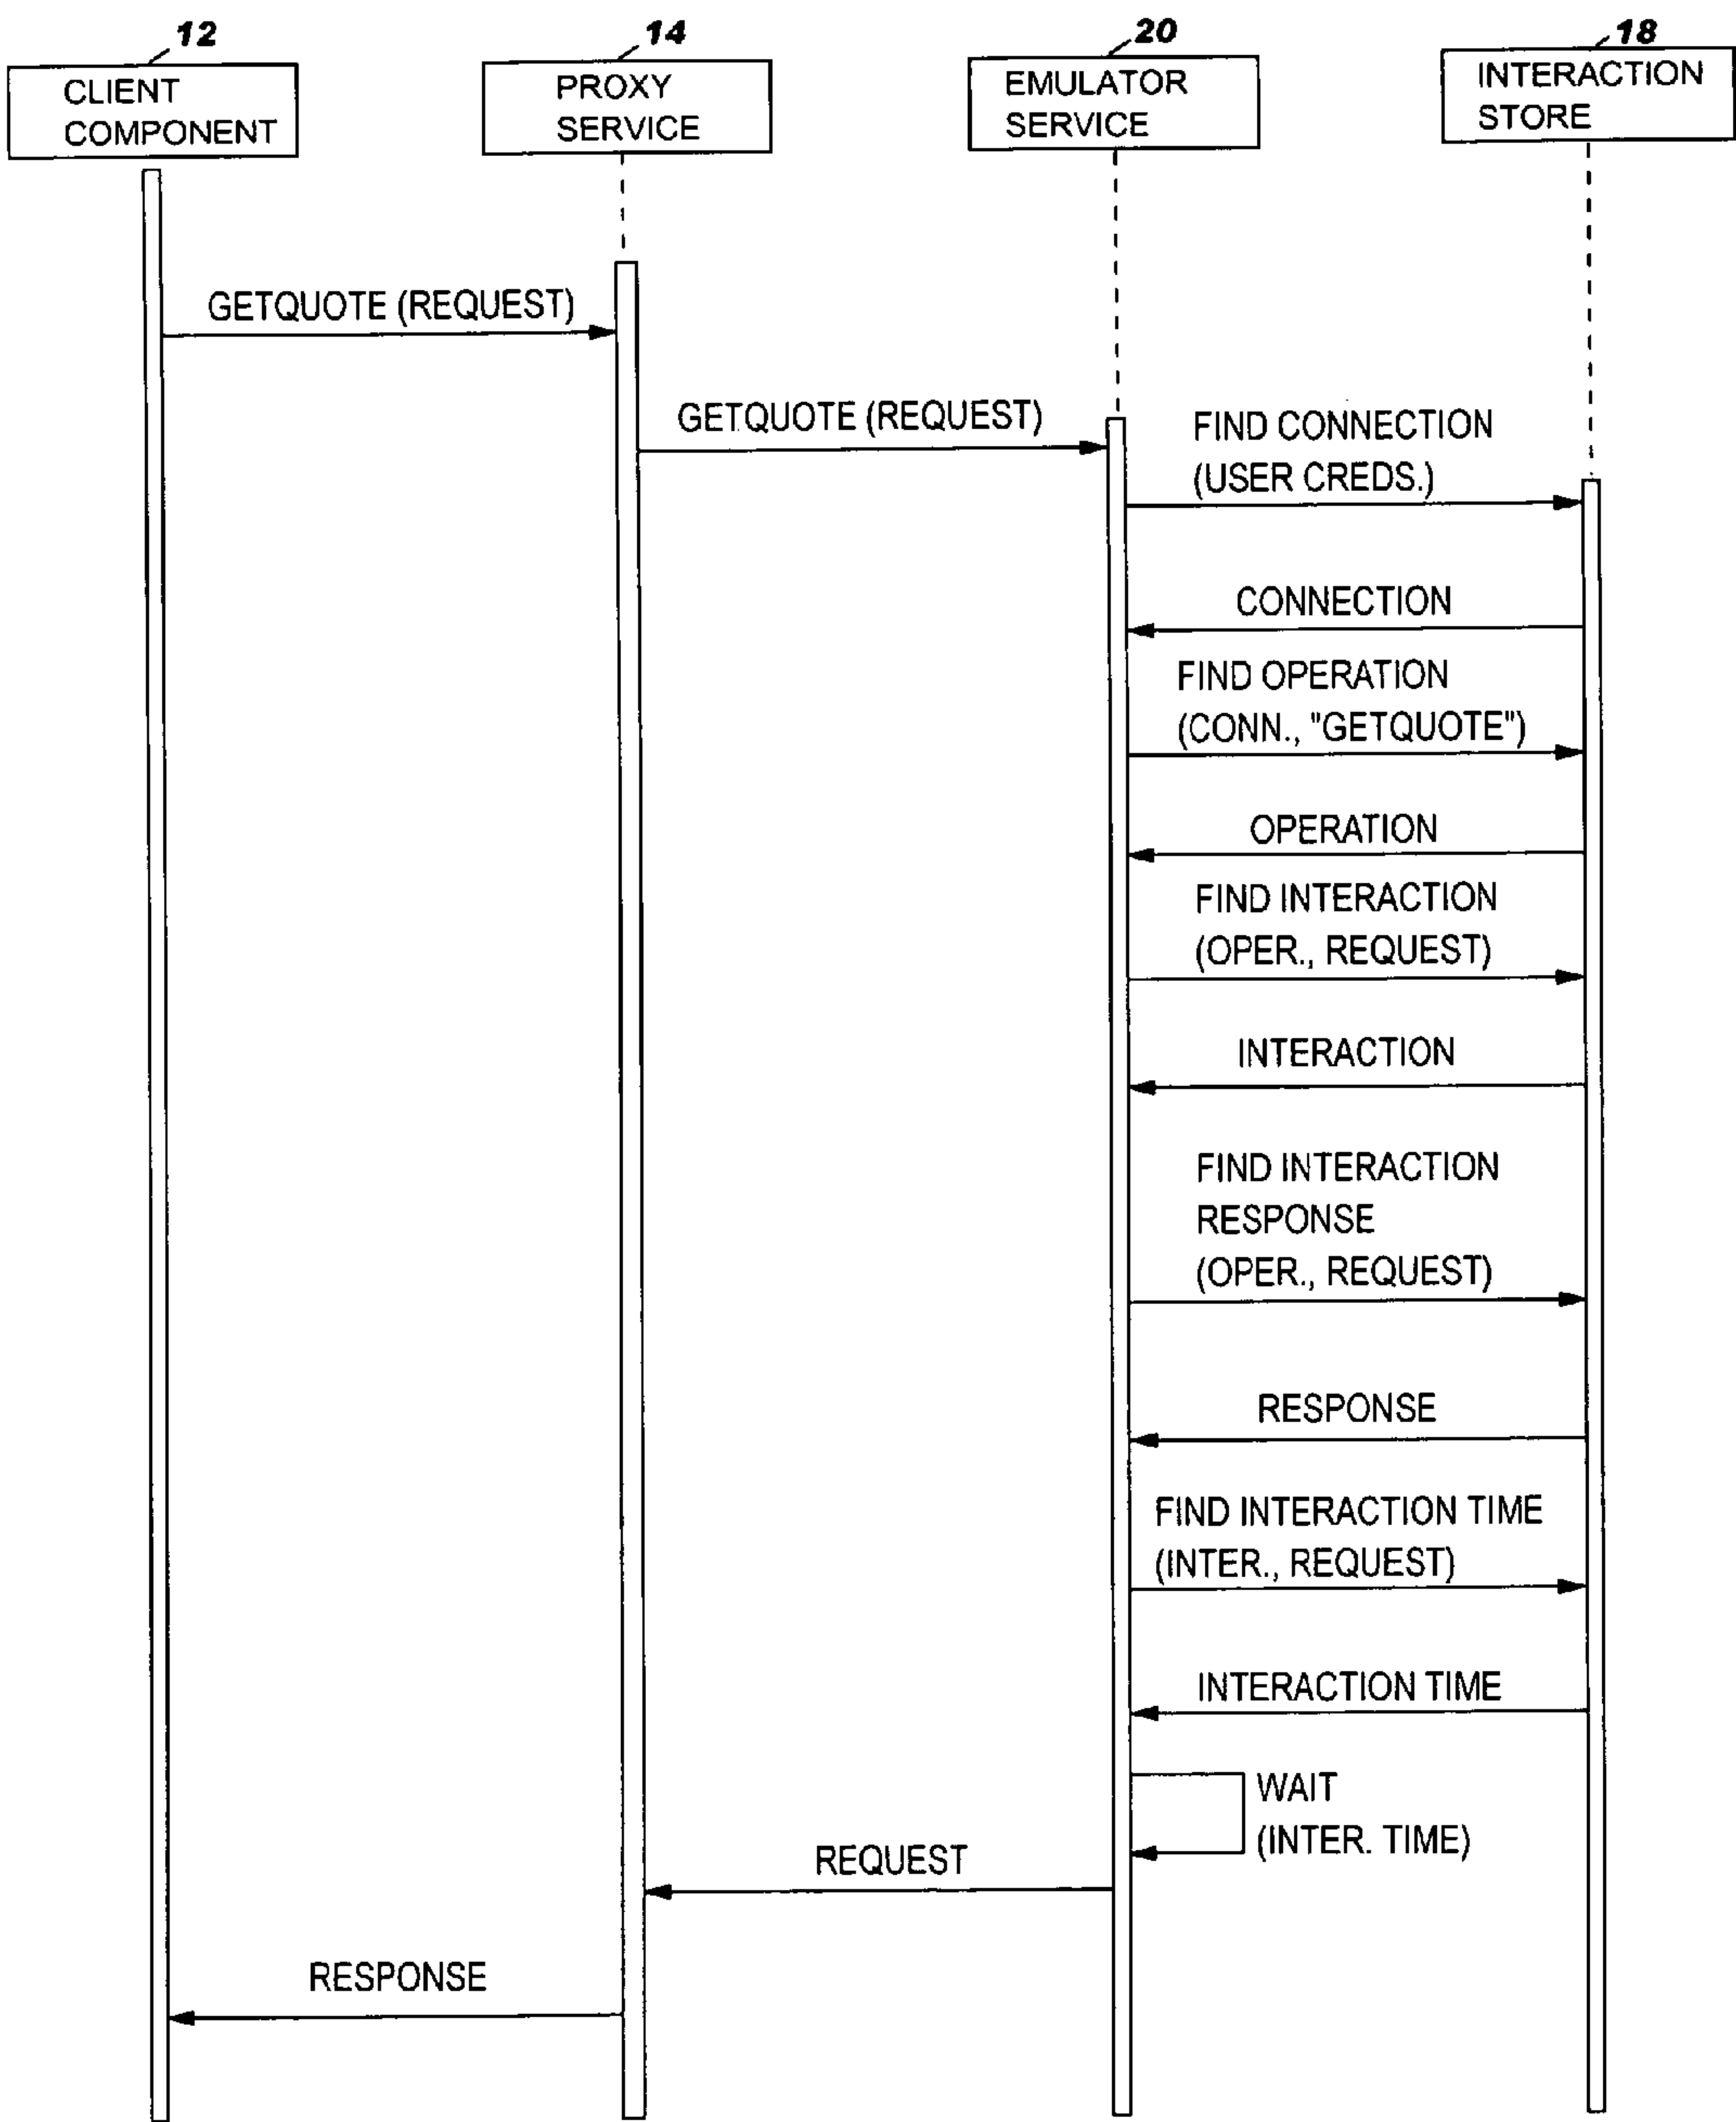 12
14
20
18
CLIENT
COMPONENT
PROXY
SERVICE
EMULATOR
SERVICE
INTERACTION
STORE
GETQUOTE (REQUEST)
GETQUOTE (REQUEST)
FIND CONNECTION
(USER CREDS.)
CONNECTION
FIND OPERATION
(CONN., "GETQUOTE")
OPERATION
FIND INTERACTION
(OPER., REQUEST)
INTERACTION
FIND INTERACTION
RESPONSE
(OPER., REQUEST)
RESPONSE
FIND INTERACTION TIME
(INTER., REQUEST)
INTERACTION TIME
WAIT
(INTER. TIME)
REQUEST
RESPONSE